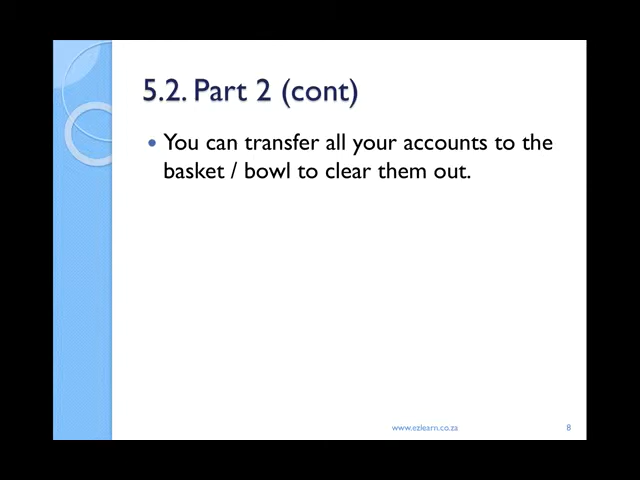 5.2. Part 2 (cont)
• You can transfer all your accounts to the
basket / bowl to clear them out.
www.ezlearn.co.za 8